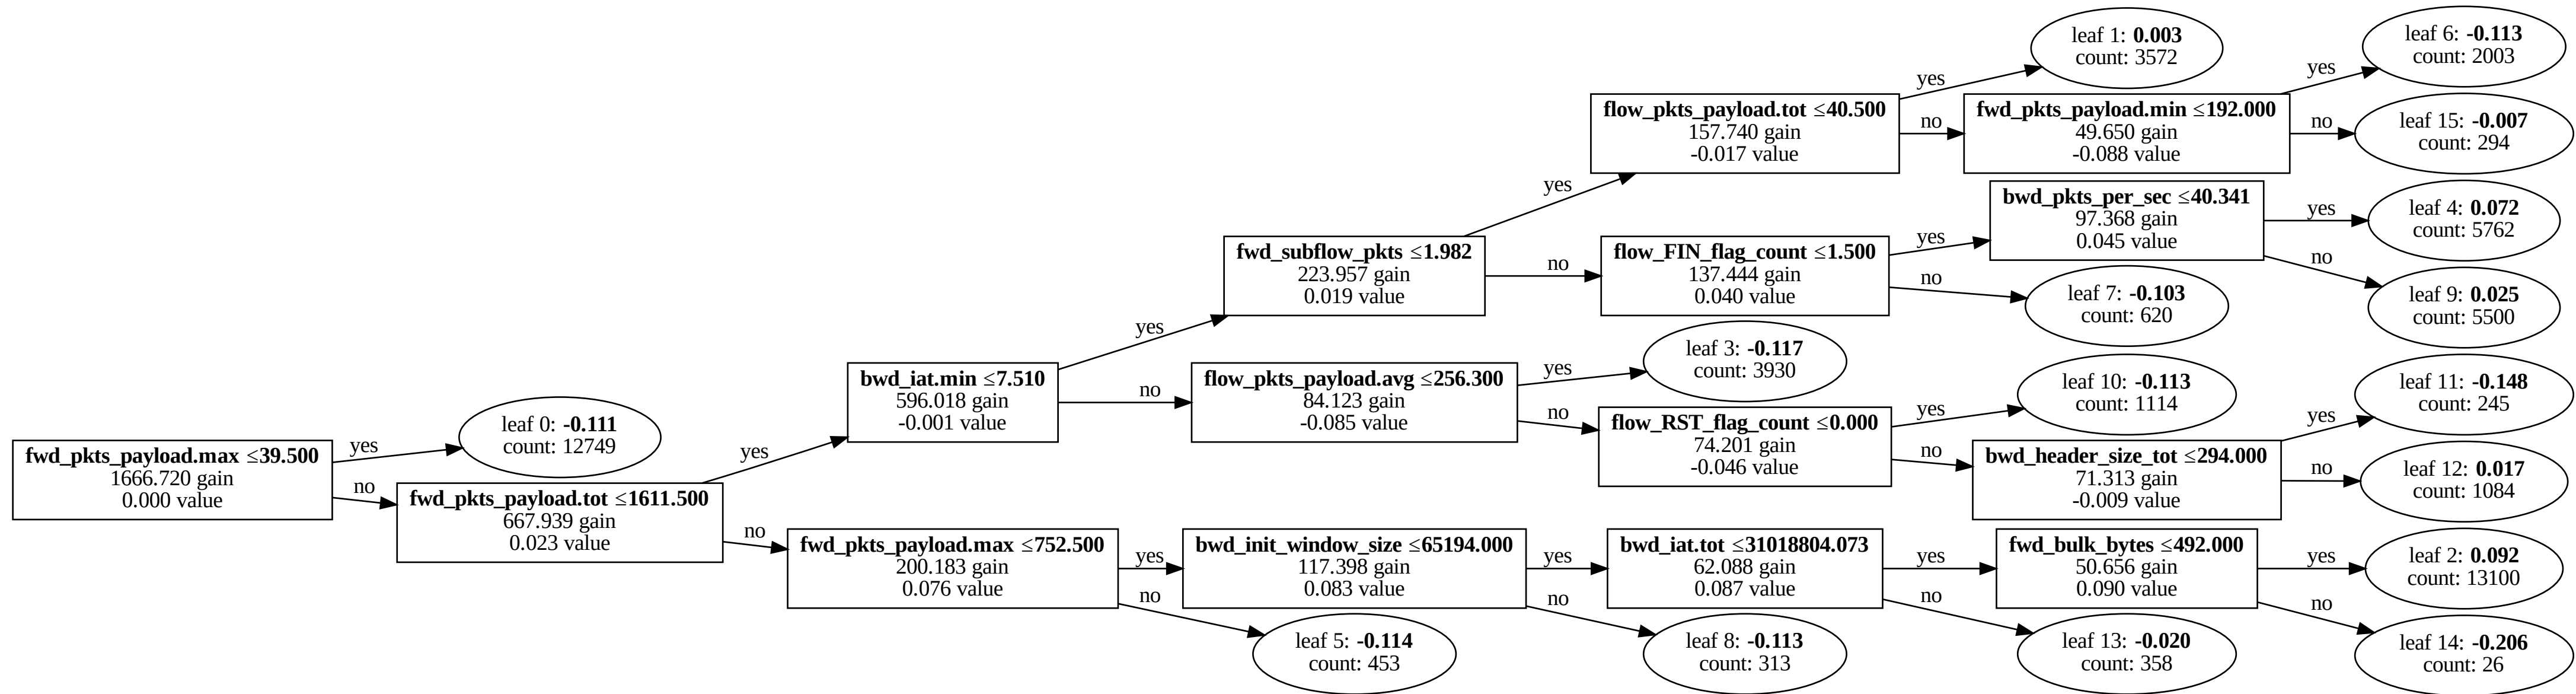 fwd_pkts_payload.max ≤39.500
1666.720 gain
0.000 value
yes
no
leaf 0: -0.111
count: 12749
fwd_pkts_payload.tot ≤1611.500
667.939 gain
0.023 value
yes
no
bwd_iat.min ≤7.510
596.018 gain
-0.001 value
yes
no
fwd_pkts_payload.max ≤752.500
200.183 gain
0.076 value
yes
no
fwd_subflow_pkts ≤1.982
223.957 gain
0.019 value
yes
no
flow_pkts_payload.avg ≤256.300
84.123 gain
-0.085 value
yes
no
bwd_init_window_size ≤65194.000
117.398 gain
0.083 value
yes
no
leaf 5: -0.114
count: 453
flow_pkts_payload.tot ≤40.500
157.740 gain
-0.017 value
yes
no
flow_FIN_flag_count ≤1.500
137.444 gain
0.040 value
yes
no
leaf 3: -0.117
count: 3930
flow_RST_flag_count ≤0.000
74.201 gain
-0.046 value
yes
no
bwd_iat.tot ≤31018804.073
62.088 gain
0.087 value
yes
no
leaf 8: -0.113
count: 313
leaf 1: 0.003
count: 3572
fwd_pkts_payload.min ≤192.000
49.650 gain
-0.088 value
yes
no
bwd_pkts_per_sec ≤40.341
97.368 gain
0.045 value
yes
no
leaf 7: -0.103
count: 620
leaf 10: -0.113
count: 1114
bwd_header_size_tot ≤294.000
71.313 gain
-0.009 value
yes
no
fwd_bulk_bytes ≤492.000
50.656 gain
0.090 value
yes
no
leaf 13: -0.020
count: 358
leaf 6: -0.113
count: 2003
leaf 15: -0.007
count: 294
leaf 4: 0.072
count: 5762
leaf 9: 0.025
count: 5500
leaf 11: -0.148
count: 245
leaf 12: 0.017
count: 1084
leaf 2: 0.092
count: 13100
leaf 14: -0.206
count: 26